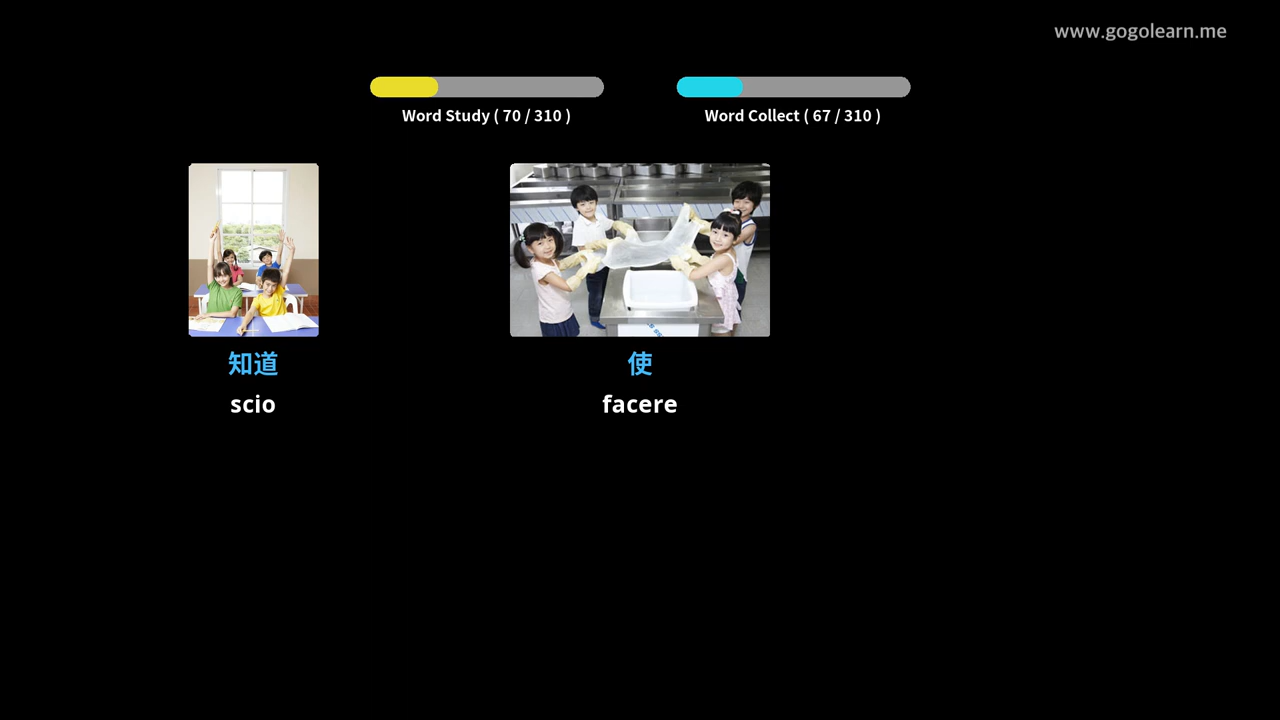 www.gogolearn.me
Word Study ( 70 / 310 )
Word Collect ( 67 / 310 )
知道
scio
使
facere